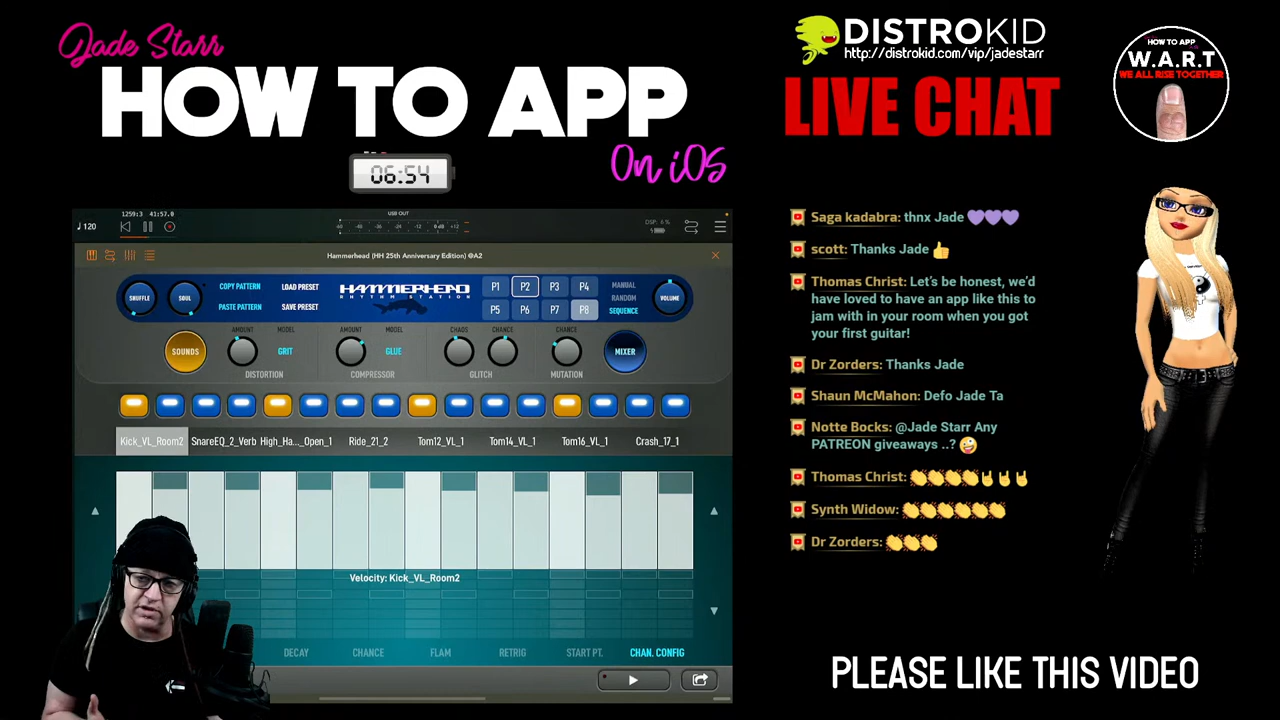 Jade Starr
HOW TO APP
On iOS
06:54
DISTROKID
http://distrokid.com/vip/jadestarr
LIVE CHAT
HOW TO APP
W.A.R.T
WE ALL RISE TOGETHER
120
1259:3 41:57.0
USB OUT
Hammerhead (HH 25th Anniversary Edition) @A2
SHUFFLE
SOUL
COPY PATTERN
LOAD PRESET
PASTE PATTERN
SAVE PRESET
HAMMERHEAD
RHYTHM STATION
P1 P2 P3 P4
P5 P6 P7 P8
MANUAL
RANDOM
SEQUENCE
VOLUME
SOUNDS
AMOUNT MODEL
GRIT
DISTORTION
AMOUNT MODEL
GLUE
COMPRESSOR
CHAOS CHANCE
GLITCH
CHANCE
MUTATION
MIXER
Kick_VL_Room2 SnareEQ_2_Verb High_Ha..._Open_1 Ride_21_2 Tom12_VL_1 Tom14_VL_1 Tom16_VL_1 Crash_17_1
Velocity: Kick_VL_Room2
DECAY CHANCE FLAM RETRIG START PT. CHAN. CONFIG
Saga kadabra: thnx Jade 💜💜💜
scott: Thanks Jade 👍
Thomas Christ: Let's be honest, we'd
have loved to have an app like this to
jam with in your room when you got
your first guitar!
Dr Zorders: Thanks Jade
Shaun McMahon: Defo Jade Ta
Notte Bocks: @Jade Starr Any
PATREON giveaways ..? 🤪
Thomas Christ: 👏👏👏👏🤘🤘🤘
Synth Widow: 👏👏👏👏👏👏
Dr Zorders: 👏👏👏
PLEASE LIKE THIS VIDEO